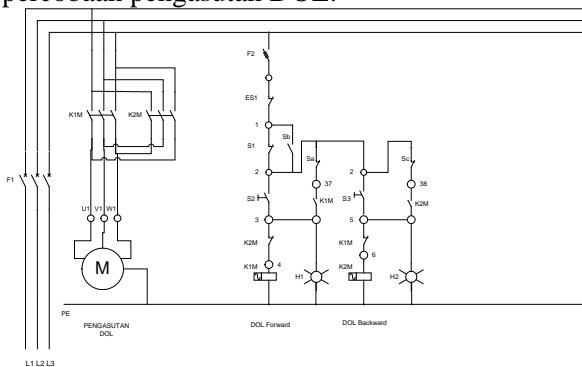 percobaan pengasutan DOL.
F2
ES1
K1M
K2M
1
Sb
S1
Sa
Sc
F1
2
2
37
38
U1 V1 W1
S2
K1M
S3
K2M
3
5
M
K2M
K1M
4
6
K1M
H1
K2M
H2
PE
PENGASUTAN
DOL
DOL Forward
DOL Backward
L1 L2 L3